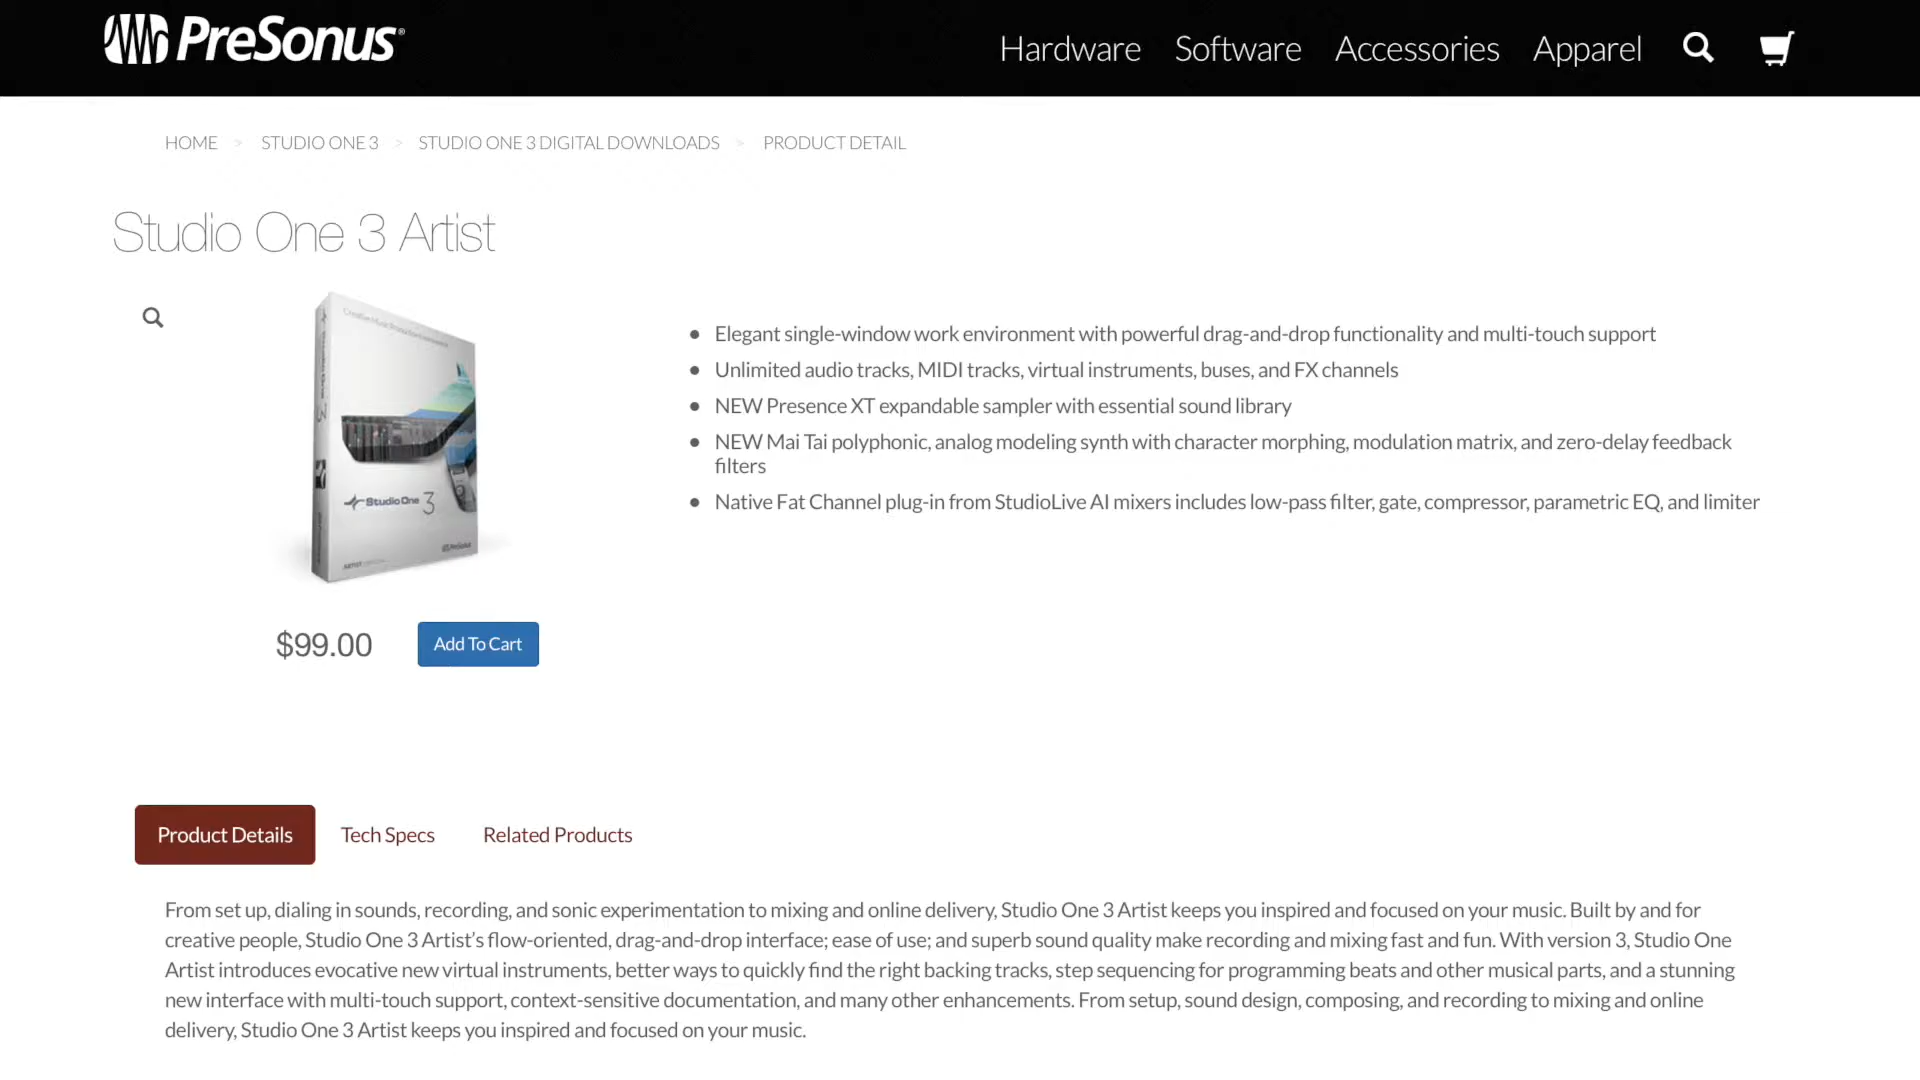 PreSonus®
Hardware Software Accessories Apparel
HOME > STUDIO ONE 3 > STUDIO ONE 3 DIGITAL DOWNLOADS > PRODUCT DETAIL
Studio One 3 Artist
Studio One 3
PreSonus
ARTIST
• Elegant single-window work environment with powerful drag-and-drop functionality and multi-touch support
• Unlimited audio tracks, MIDI tracks, virtual instruments, buses, and FX channels
• NEW Presence XT expandable sampler with essential sound library
• NEW Mai Tai polyphonic, analog modeling synth with character morphing, modulation matrix, and zero-delay feedback
filters
• Native Fat Channel plug-in from StudioLive AI mixers includes low-pass filter, gate, compressor, parametric EQ, and limiter
$99.00 Add To Cart
Product Details Tech Specs Related Products
From set up, dialing in sounds, recording, and sonic experimentation to mixing and online delivery, Studio One 3 Artist keeps you inspired and focused on your music. Built by and for
creative people, Studio One 3 Artist’s flow-oriented, drag-and-drop interface; ease of use; and superb sound quality make recording and mixing fast and fun. With version 3, Studio One
Artist introduces evocative new virtual instruments, better ways to quickly find the right backing tracks, step sequencing for programming beats and other musical parts, and a stunning
new interface with multi-touch support, context-sensitive documentation, and many other enhancements. From setup, sound design, composing, and recording to mixing and online
delivery, Studio One 3 Artist keeps you inspired and focused on your music.